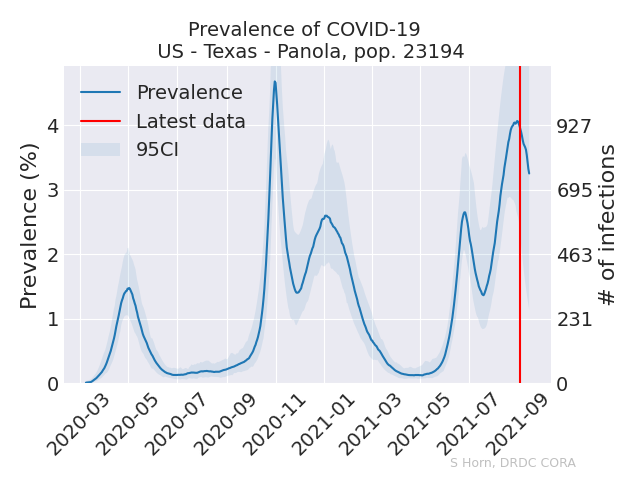 Prevalence of COVID-19
US - Texas - Panola, pop. 23194
Prevalence
Latest data
95CI
Prevalence (%)
4
3
2
1
0
# of infections
927
695
463
231
0
2020-03
2020-05
2020-07
2020-09
2020-11
2021-01
2021-03
2021-05
2021-07
2021-09
S Horn, DRDC CORA